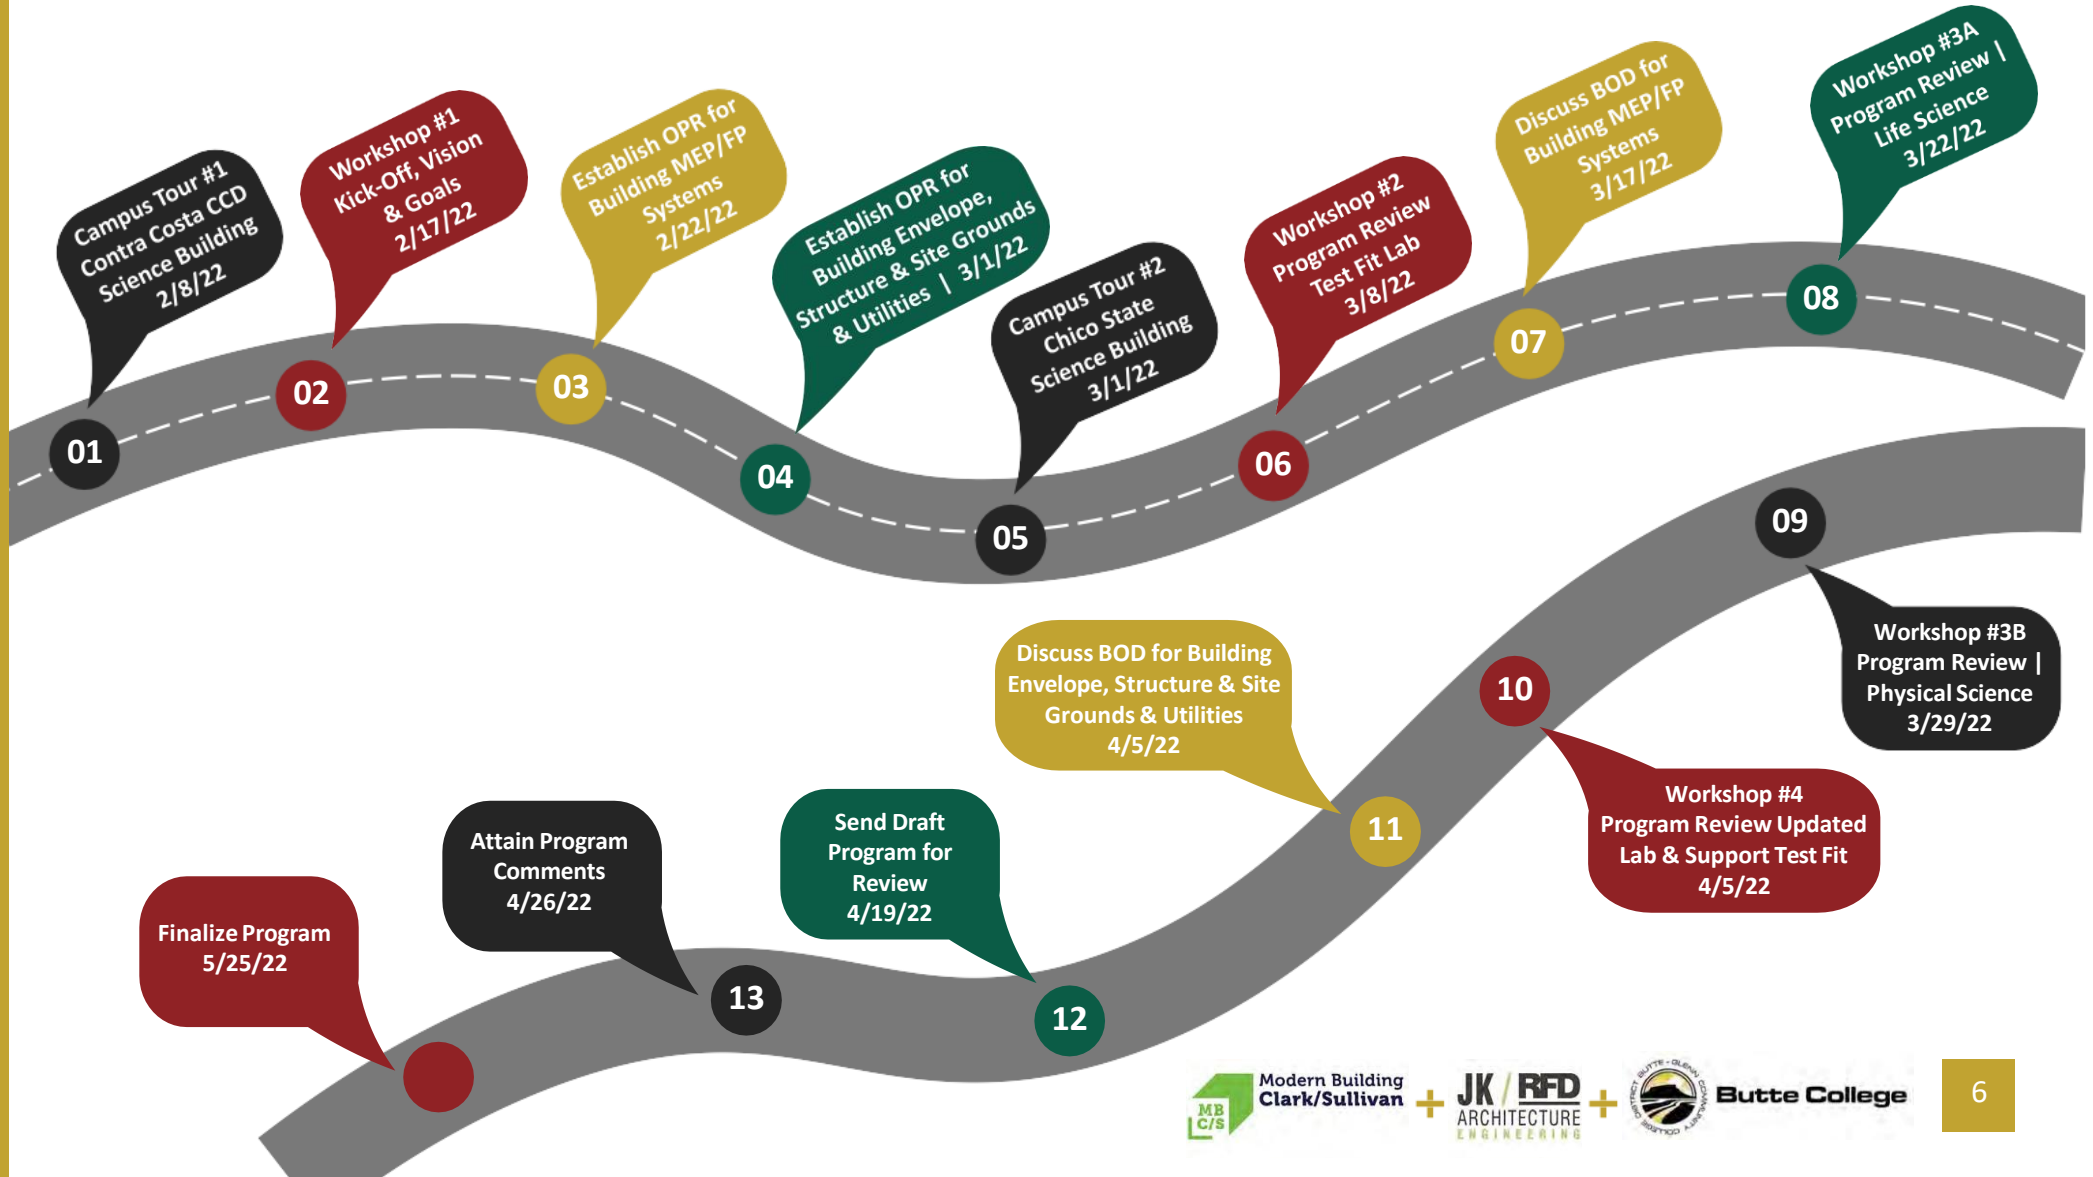 Campus Tour #1
Contra Costa CCD
Science Building
2/8/22
01
Workshop #1
Kick-Off, Vision
& Goals
2/17/22
02
Establish OPR for
Building MEP/FP
Systems
2/22/22
03
Establish OPR for
Building Envelope,
Structure & Site Grounds
& Utilities | 3/1/22
04
Campus Tour #2
Chico State
Science Building
3/1/22
05
Workshop #2
Program Review
Test Fit Lab
3/8/22
06
Discuss BOD for
Building MEP/FP
Systems
3/17/22
07
Workshop #3A
Program Review |
Life Science
3/22/22
08
09
Workshop #3B
Program Review |
Physical Science
3/29/22
10
Workshop #4
Program Review Updated
Lab & Support Test Fit
4/5/22
Discuss BOD for Building
Envelope, Structure & Site
Grounds & Utilities
4/5/22
11
Send Draft
Program for
Review
4/19/22
12
Attain Program
Comments
4/26/22
13
Finalize Program
5/25/22
MB
C/S
Modern Building
Clark/Sullivan
+
JK / RFD
ARCHITECTURE
ENGINEERING
+
BUTTE-GLENN COMMUNITY COLLEGE DISTRICT
Butte College
6